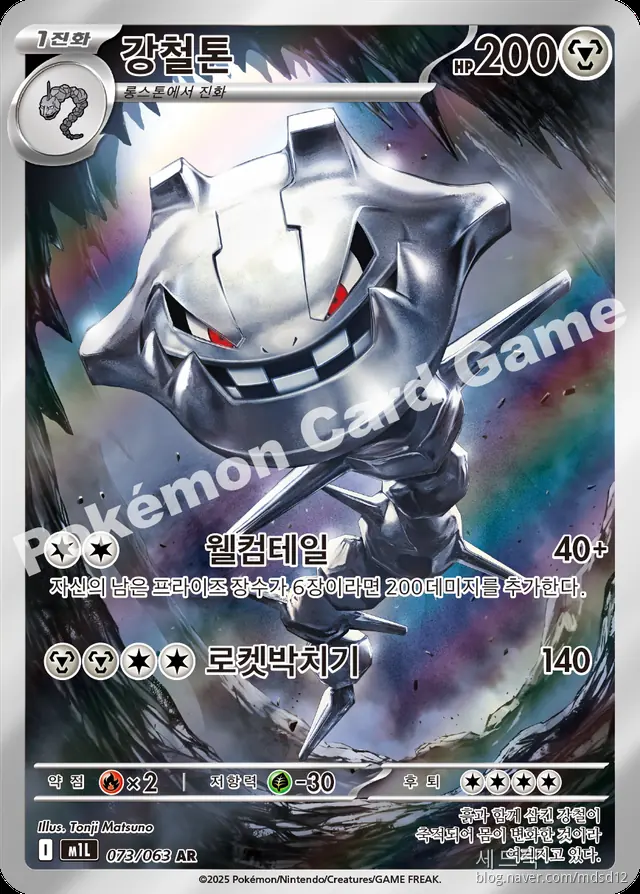 1진화
강철톤
HP 200
롱스톤에서 진화
Pokémon Card Game
웰컴테일 40+
자신의 남은 프라이즈 장수가 6장이라면 200데미지를 추가한다.
로켓박치기 140
약점 ×2 저항력 -30 후퇴
Illus. Tonji Matsuno
I m1L 073/063 AR
흙과 함께 삼킨 강철이
축적되어 몸이 변화한 것이라
여겨지고 있다.
blog.naver.com/mdsd12
©2025 Pokémon/Nintendo/Creatures/GAME FREAK.